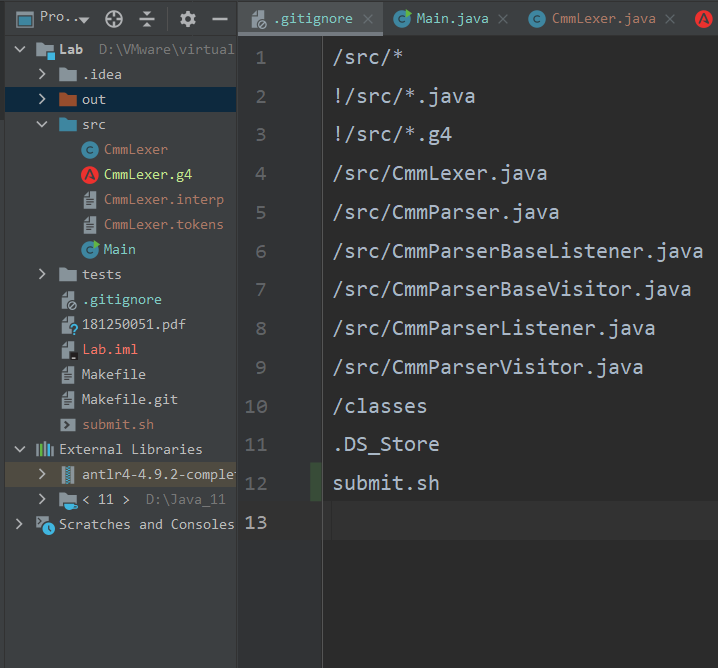 Pro..
Lab D:\VMware\virtual
.idea
out
src
CmmLexer
CmmLexer.g4
CmmLexer.interp
CmmLexer.tokens
Main
tests
.gitignore
181250051.pdf
Lab.iml
Makefile
Makefile.git
submit.sh
External Libraries
antlr4-4.9.2-complet
< 11 > D:\Java_11
Scratches and Consoles
.gitignore
Main.java
CmmLexer.java
1 /src/*
2 !/src/*.java
3 !/src/*.g4
4 /src/CmmLexer.java
5 /src/CmmParser.java
6 /src/CmmParserBaseListener.java
7 /src/CmmParserBaseVisitor.java
8 /src/CmmParserListener.java
9 /src/CmmParserVisitor.java
10 /classes
11 .DS_Store
12 submit.sh
13